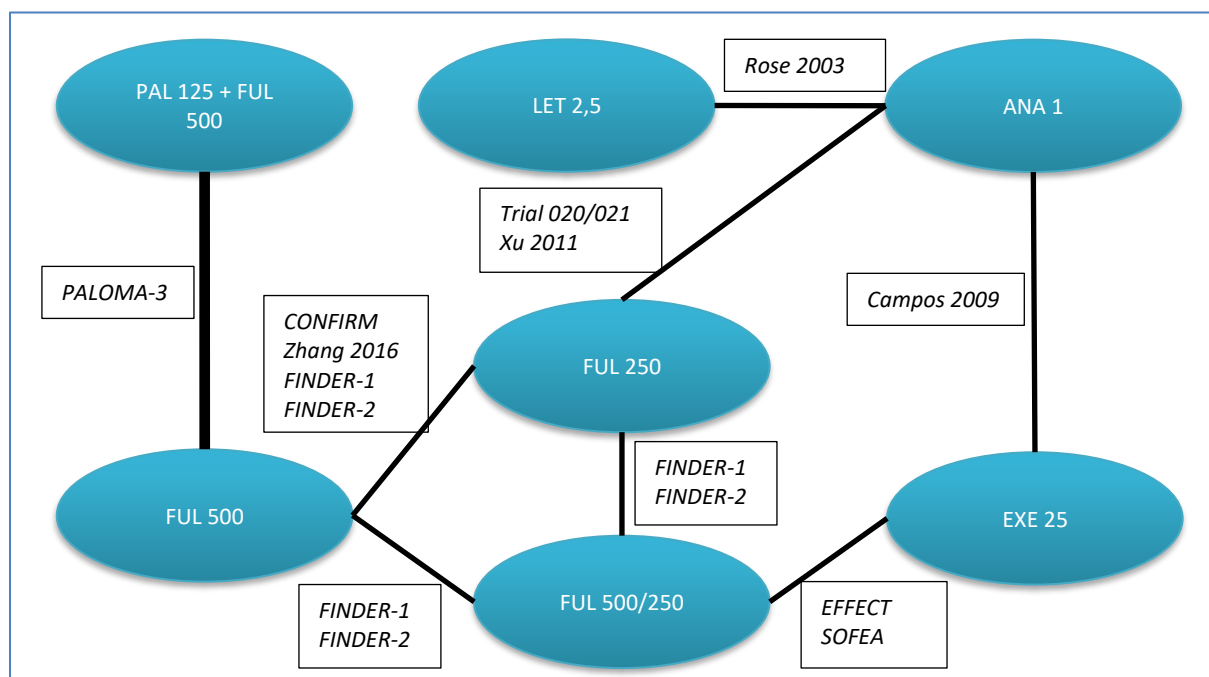 Rose 2003
PAL 125 + FUL
500
LET 2,5
ANA 1
Trial 020/021
Xu 2011
PALOMA-3
Campos 2009
CONFIRM
Zhang 2016
FINDER-1
FINDER-2
FUL 250
FINDER-1
FINDER-2
FUL 500
EXE 25
FINDER-1
FINDER-2
FUL 500/250
EFFECT
SOFEA